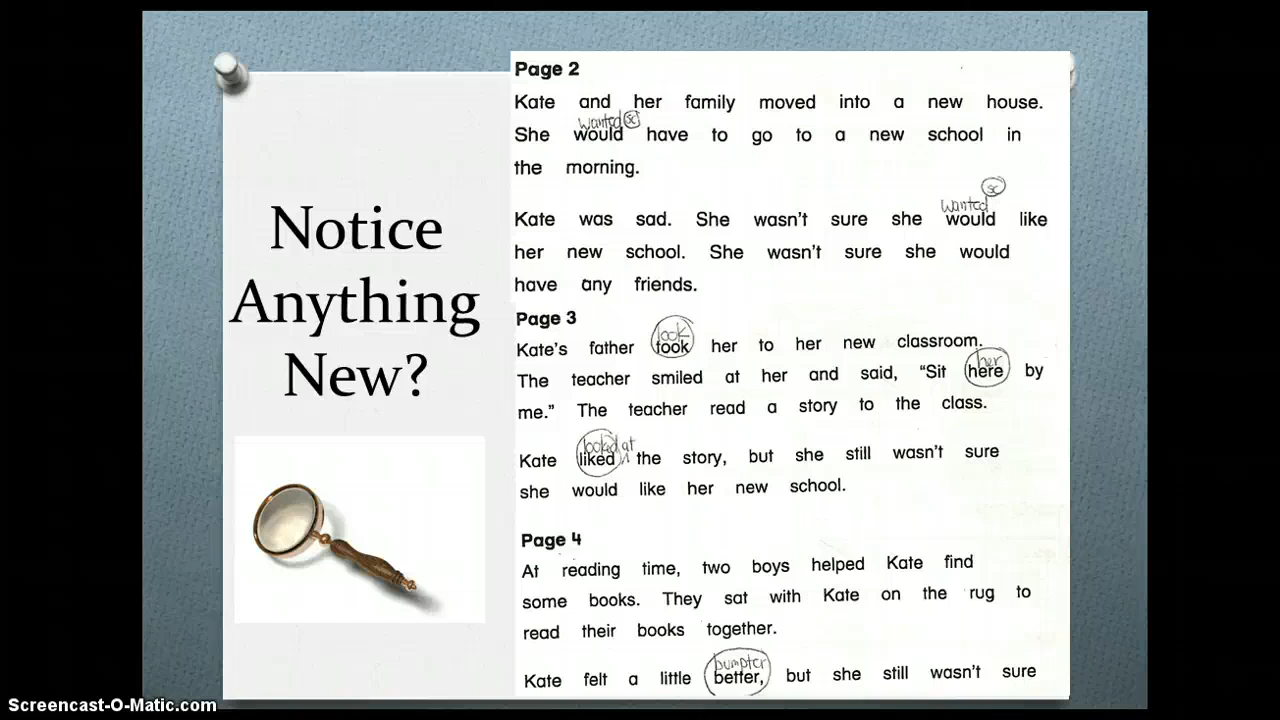 Notice
Anything
New?
Page 2
Kate and her family moved into a new house.
wanted sc
She would have to go to a new school in
the morning.
sc
wanted
Kate was sad. She wasn't sure she would like
her new school. She wasn't sure she would
have any friends.
Page 3
look
Kate's father took her to her new classroom.
her
The teacher smiled at her and said, "Sit here by
me." The teacher read a story to the class.
looked at
Kate liked ^ the story, but she still wasn't sure
she would like her new school.
Page 4
At reading time, two boys helped Kate find
some books. They sat with Kate on the rug to
read their books together.
bumpter
Kate felt a little better, but she still wasn't sure
Screencast-O-Matic.com